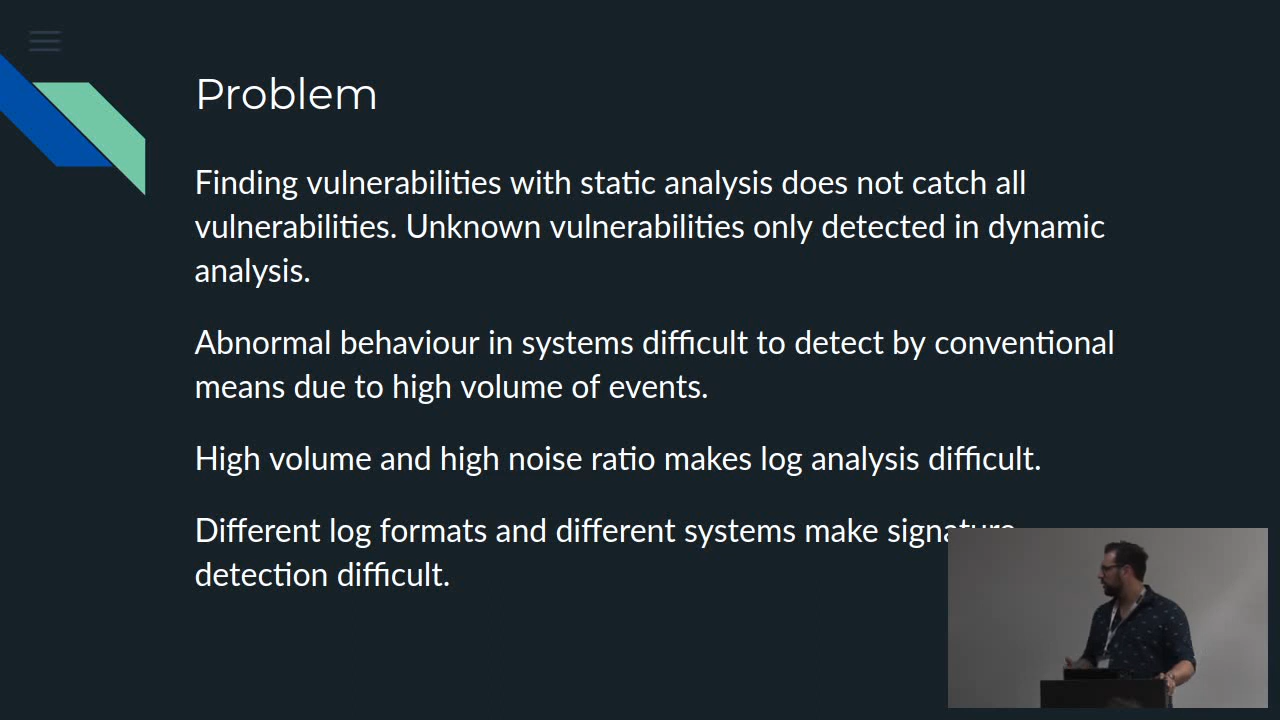 Problem
Finding vulnerabilities with static analysis does not catch all
vulnerabilities. Unknown vulnerabilities only detected in dynamic
analysis.
Abnormal behaviour in systems difficult to detect by conventional
means due to high volume of events.
High volume and high noise ratio makes log analysis difficult.
Different log formats and different systems make signature
detection difficult.